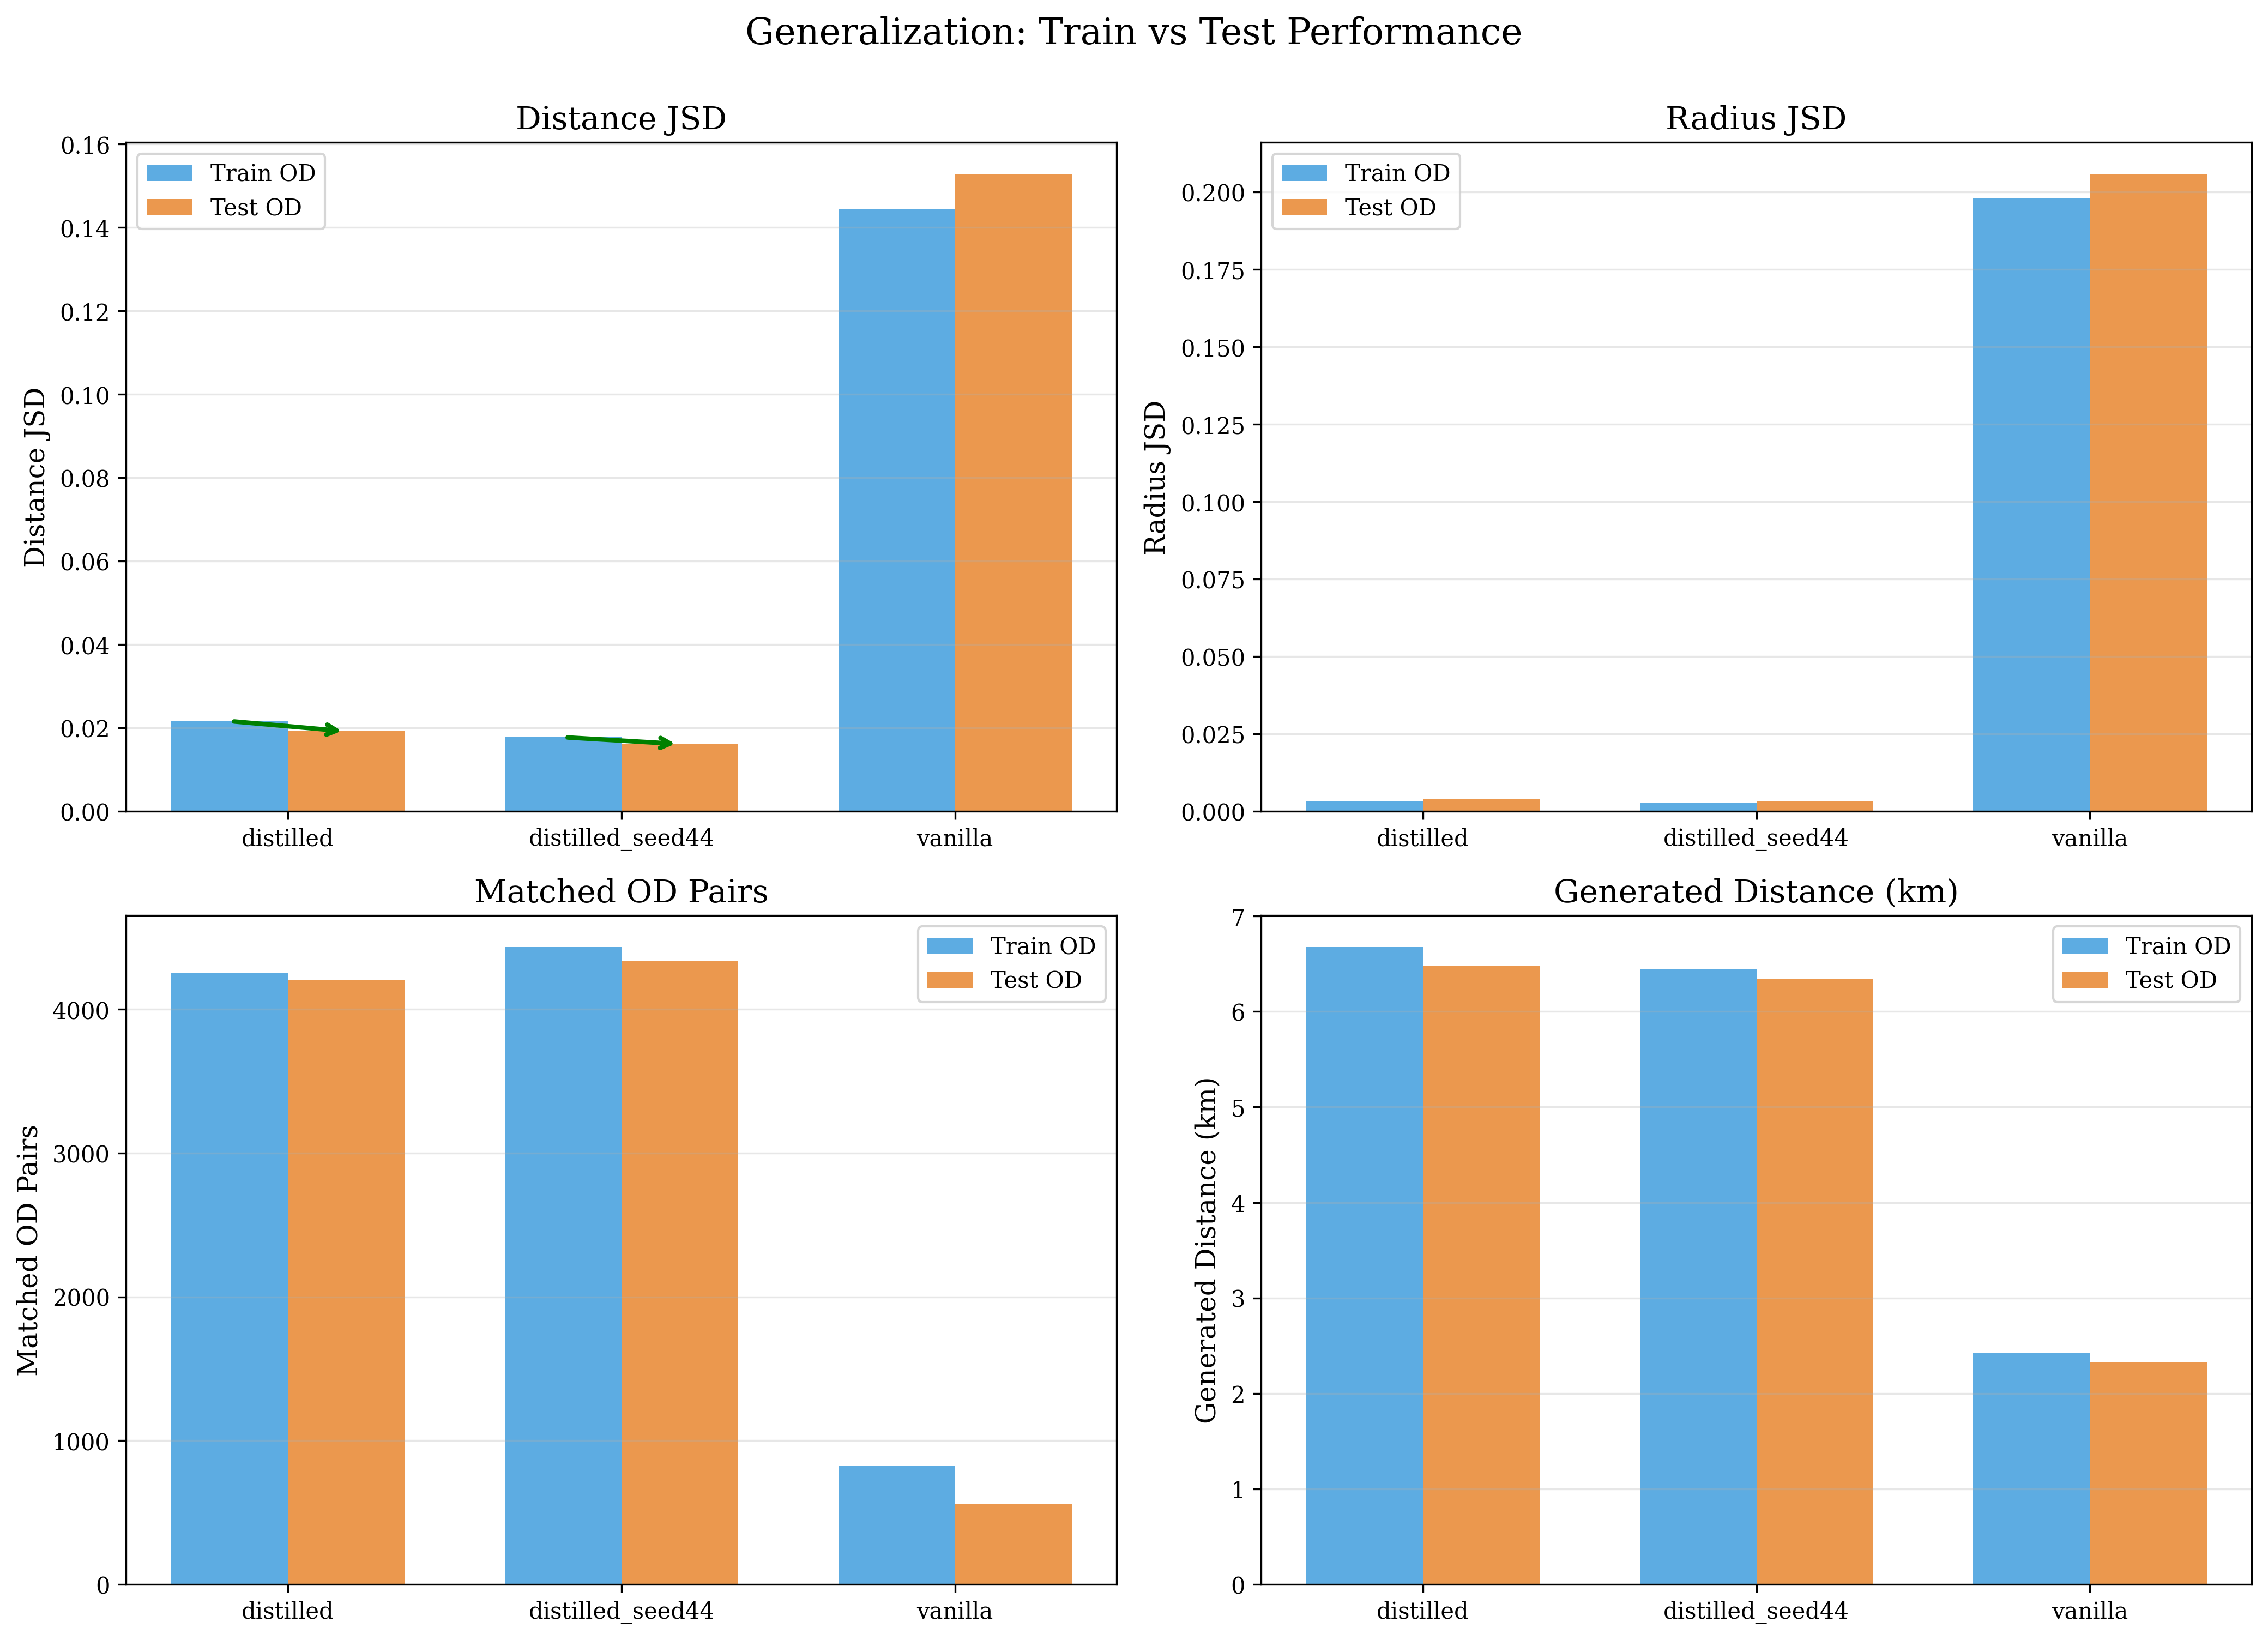 Generalization: Train vs Test Performance
Distance JSD
Distance JSD
0.16
0.14
0.12
0.10
0.08
0.06
0.04
0.02
0.00
Train OD
Test OD
distilled
distilled_seed44
vanilla
Radius JSD
Radius JSD
0.200
0.175
0.150
0.125
0.100
0.075
0.050
0.025
0.000
Train OD
Test OD
distilled
distilled_seed44
vanilla
Matched OD Pairs
Matched OD Pairs
4000
3000
2000
1000
0
Train OD
Test OD
distilled
distilled_seed44
vanilla
Generated Distance (km)
Generated Distance (km)
7
6
5
4
3
2
1
0
Train OD
Test OD
distilled
distilled_seed44
vanilla